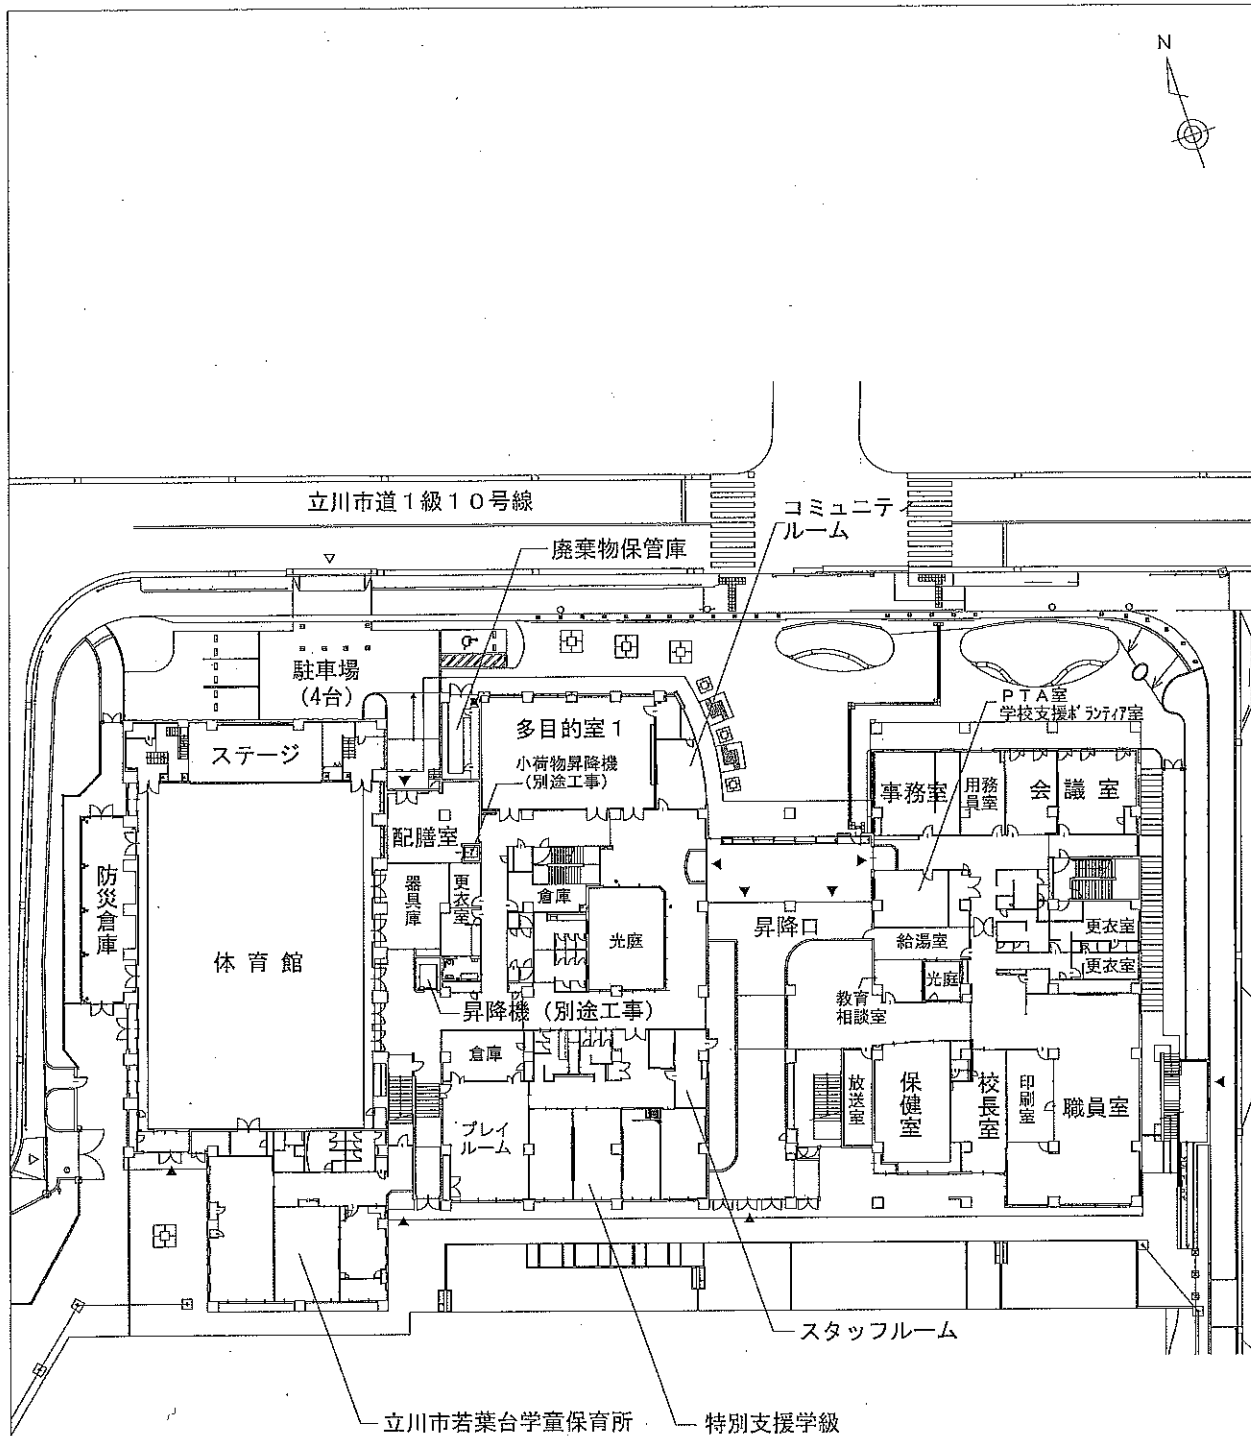 N
立川市道1級10号線
コミュニティ
ルーム
廃棄物保管庫
駐車場
(4台)
PTA室
学校支援ボランティア室
多目的室1
ステージ
小荷物昇降機
(別途工事)
事務室
用務
員室
会議室
配膳室
防災倉庫
器具庫
更衣室
倉庫
光庭
昇降口
更衣室
給湯室
体育館
更衣室
光庭
教育
相談室
昇降機(別途工事)
倉庫
放送室
保健室
校長室
印刷室
職員室
プレイ
ルーム
スタッフルーム
立川市若葉台学童保育所
特別支援学級